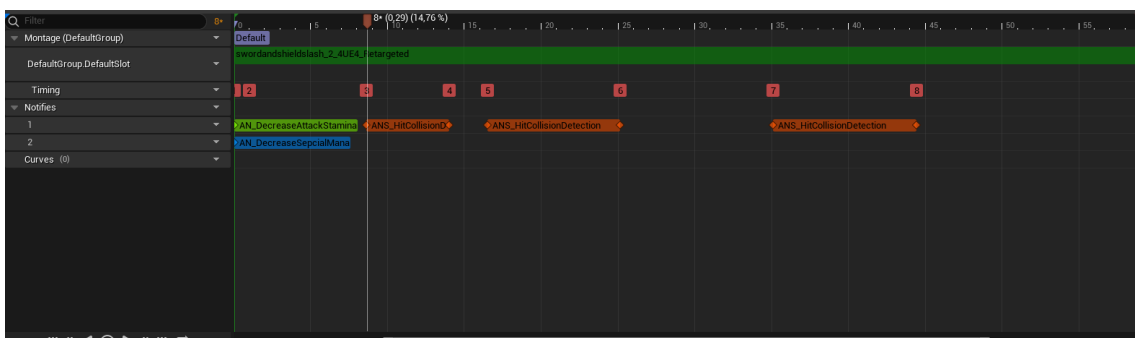 Filter 8*
8* (0,29) (14,76 %)
0 5 10 15 20 25 30 35 40 45 50 55
Montage (DefaultGroup) Default
DefaultGroup.DefaultSlot swordandshieldslash_2_4UE4_Retargeted
Timing 2 3 4 5 6 7 8
Notifies
1 AN_DecreaseAttackStamina ANS_HitCollisionD ANS_HitCollisionDetection ANS_HitCollisionDetection
2 AN_DecreaseSepcialMana
Curves (0)